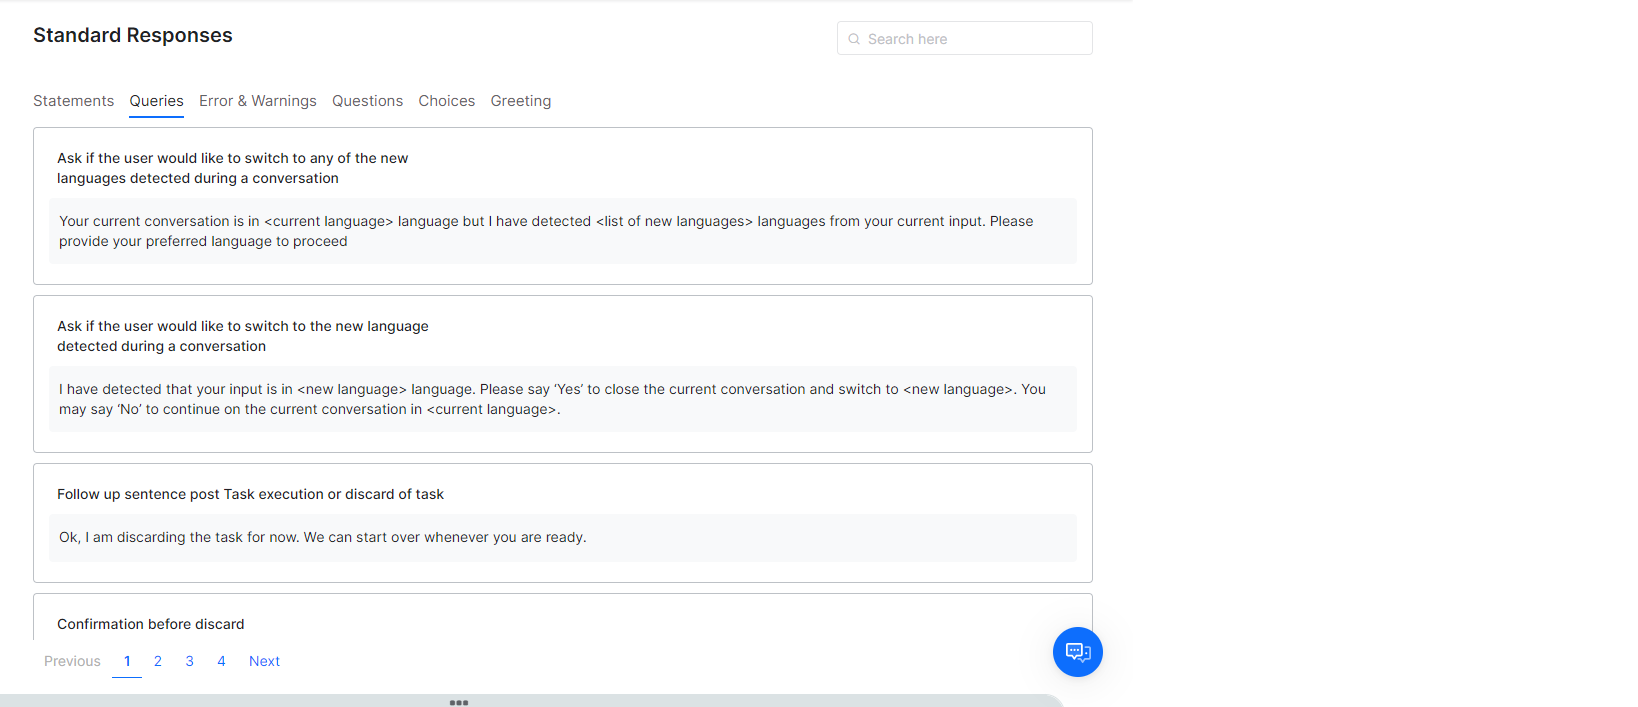 Standard Responses
Search here
Statements Queries Error & Warnings Questions Choices Greeting
Ask if the user would like to switch to any of the new
languages detected during a conversation
Your current conversation is in <current language> language but I have detected <list of new languages> languages from your current input. Please
provide your preferred language to proceed
Ask if the user would like to switch to the new language
detected during a conversation
I have detected that your input is in <new language> language. Please say ‘Yes’ to close the current conversation and switch to <new language>. You
may say ‘No’ to continue on the current conversation in <current language>.
Follow up sentence post Task execution or discard of task
Ok, I am discarding the task for now. We can start over whenever you are ready.
Confirmation before discard
Previous 1 2 3 4 Next